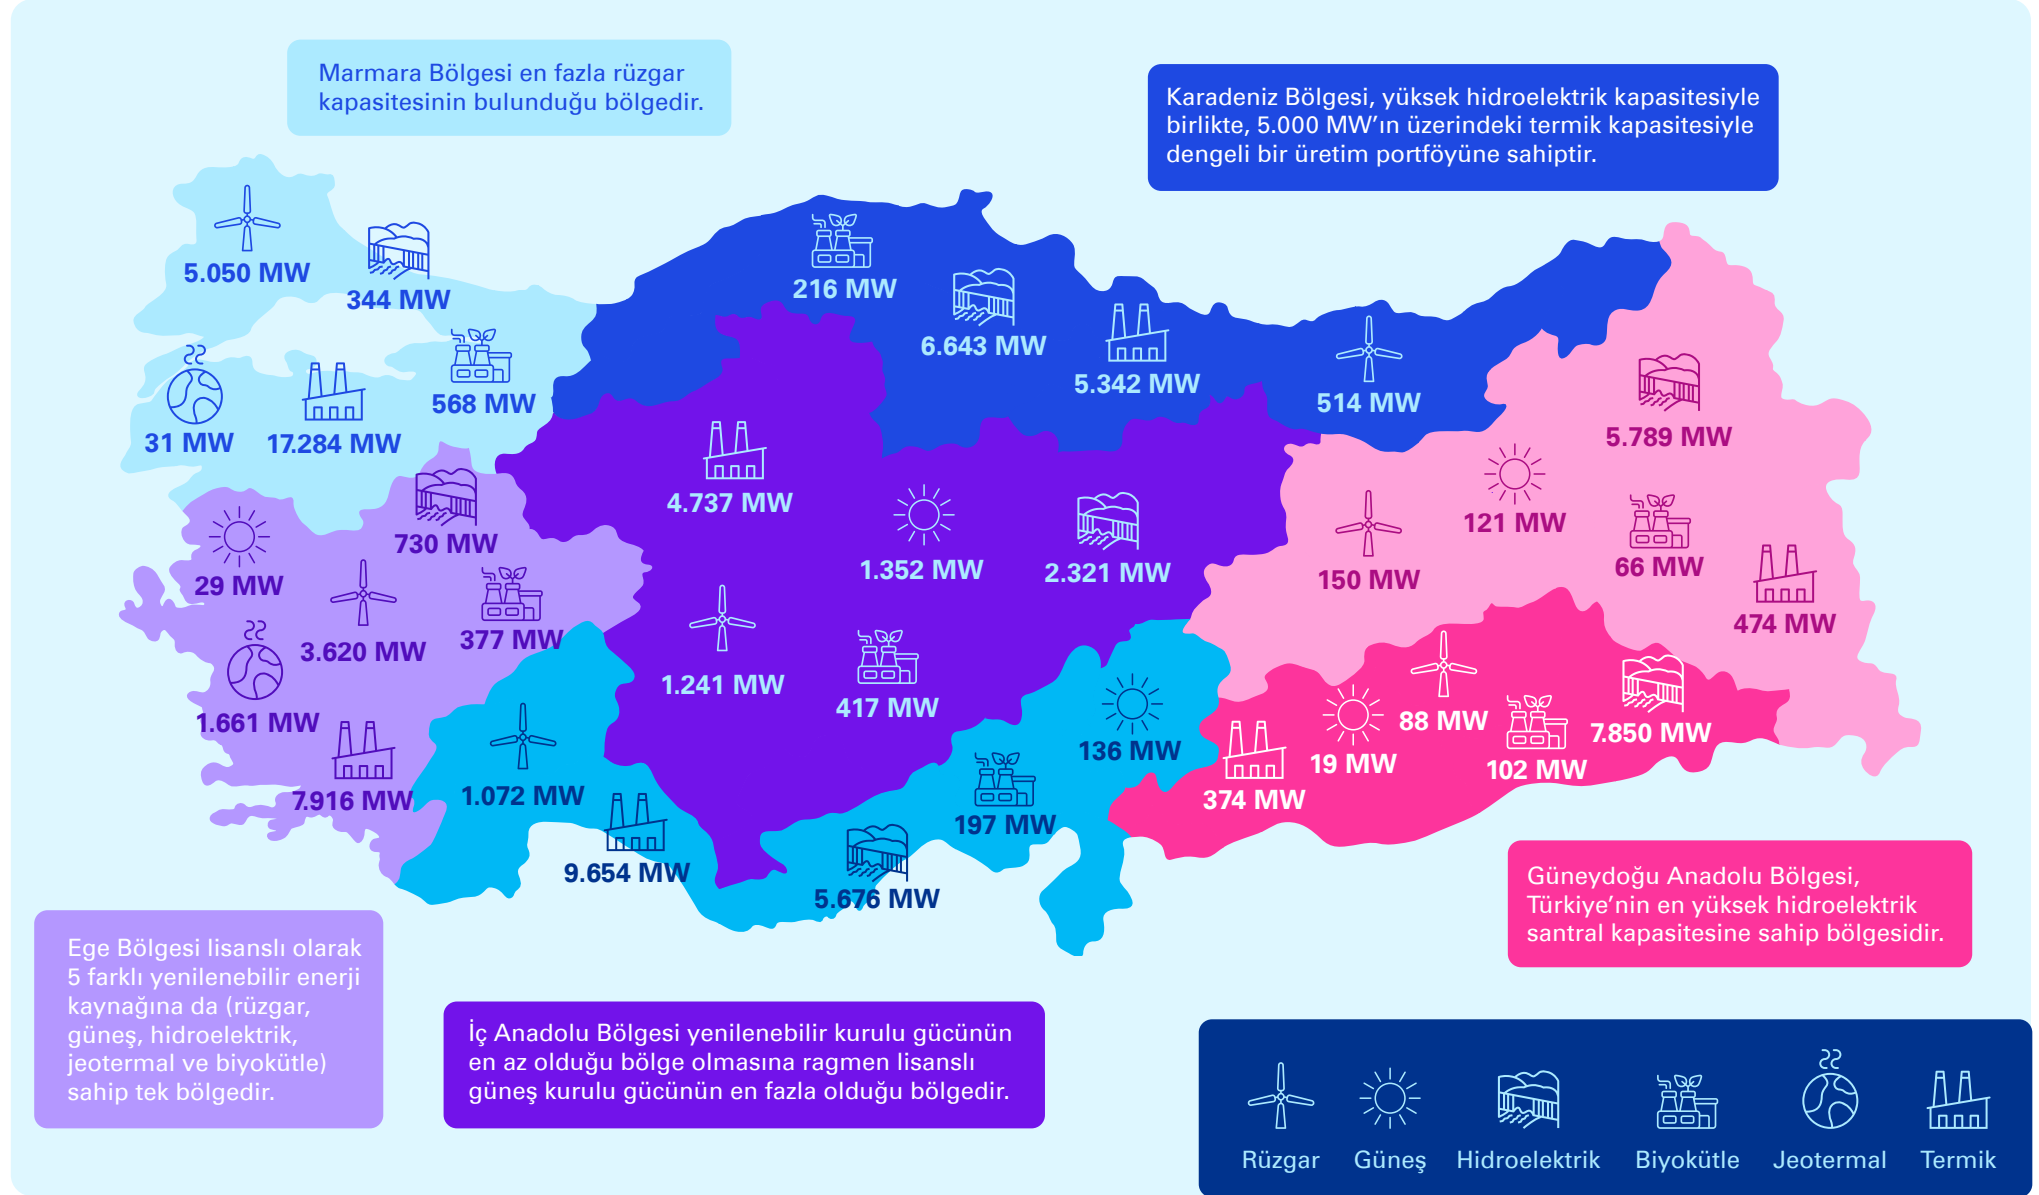 Marmara Bölgesi en fazla rüzgar
kapasitesinin bulunduğu bölgedir.
Karadeniz Bölgesi, yüksek hidroelektrik kapasitesiyle
birlikte, 5.000 MW’ın üzerindeki termik kapasitesiyle
dengeli bir üretim portföyüne sahiptir.
5.050 MW
344 MW
568 MW
31 MW
17.284 MW
216 MW
6.643 MW
5.342 MW
514 MW
5.789 MW
121 MW
150 MW
66 MW
474 MW
4.737 MW
1.352 MW
2.321 MW
1.241 MW
417 MW
730 MW
29 MW
3.620 MW
377 MW
1.661 MW
7.916 MW
1.072 MW
9.654 MW
5.676 MW
197 MW
136 MW
374 MW
19 MW
88 MW
102 MW
7.850 MW
Güneydoğu Anadolu Bölgesi,
Türkiye’nin en yüksek hidroelektrik
santral kapasitesine sahip bölgesidir.
Ege Bölgesi lisanslı olarak
5 farklı yenilenebilir enerji
kaynağına da (rüzgar,
güneş, hidroelektrik,
jeotermal ve biyokütle)
sahip tek bölgedir.
İç Anadolu Bölgesi yenilenebilir kurulu gücünün
en az olduğu bölge olmasına ragmen lisanslı
güneş kurulu gücünün en fazla olduğu bölgedir.
Rüzgar
Güneş
Hidroelektrik
Biyokütle
Jeotermal
Termik